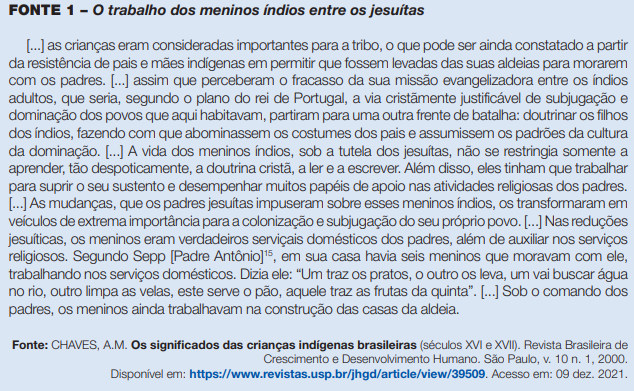 FONTE 1 – O trabalho dos meninos índios entre os jesuítas
[...] as crianças eram consideradas importantes para a tribo, o que pode ser ainda constatado a partir
da resistência de pais e mães indígenas em permitir que fossem levadas das suas aldeias para morarem
com os padres. [...] assim que perceberam o fracasso da sua missão evangelizadora entre os índios
adultos, que seria, segundo o plano do rei de Portugal, a via cristãmente justificável de subjugação e
dominação dos povos que aqui habitavam, partiram para uma outra frente de batalha: doutrinar os filhos
dos índios, fazendo com que abominassem os costumes dos pais e assumissem os padrões da cultura
da dominação. [...] A vida dos meninos índios, sob a tutela dos jesuítas, não se restringia somente a
aprender, tão despoticamente, a doutrina cristã, a ler e a escrever. Além disso, eles tinham que trabalhar
para suprir o seu sustento e desempenhar muitos papéis de apoio nas atividades religiosas dos padres.
[...] As mudanças, que os padres jesuítas impuseram sobre esses meninos índios, os transformaram em
veículos de extrema importância para a colonização e subjugação do seu próprio povo. [...] Nas reduções
jesuíticas, os meninos eram verdadeiros serviçais domésticos dos padres, além de auxiliar nos serviços
religiosos. Segundo Sepp [Padre Antônio]¹⁵, em sua casa havia seis meninos que moravam com ele,
trabalhando nos serviços domésticos. Dizia ele: “Um traz os pratos, o outro os leva, um vai buscar água
no rio, outro limpa as velas, este serve o pão, aquele traz as frutas da quinta”. [...] Sob o comando dos
padres, os meninos ainda trabalhavam na construção das casas da aldeia.
Fonte: CHAVES, A.M. Os significados das crianças indígenas brasileiras (séculos XVI e XVII). Revista Brasileira de
Crescimento e Desenvolvimento Humano. São Paulo, v. 10 n. 1, 2000.
Disponível em: https://www.revistas.usp.br/jhgd/article/view/39509. Acesso em: 09 dez. 2021.